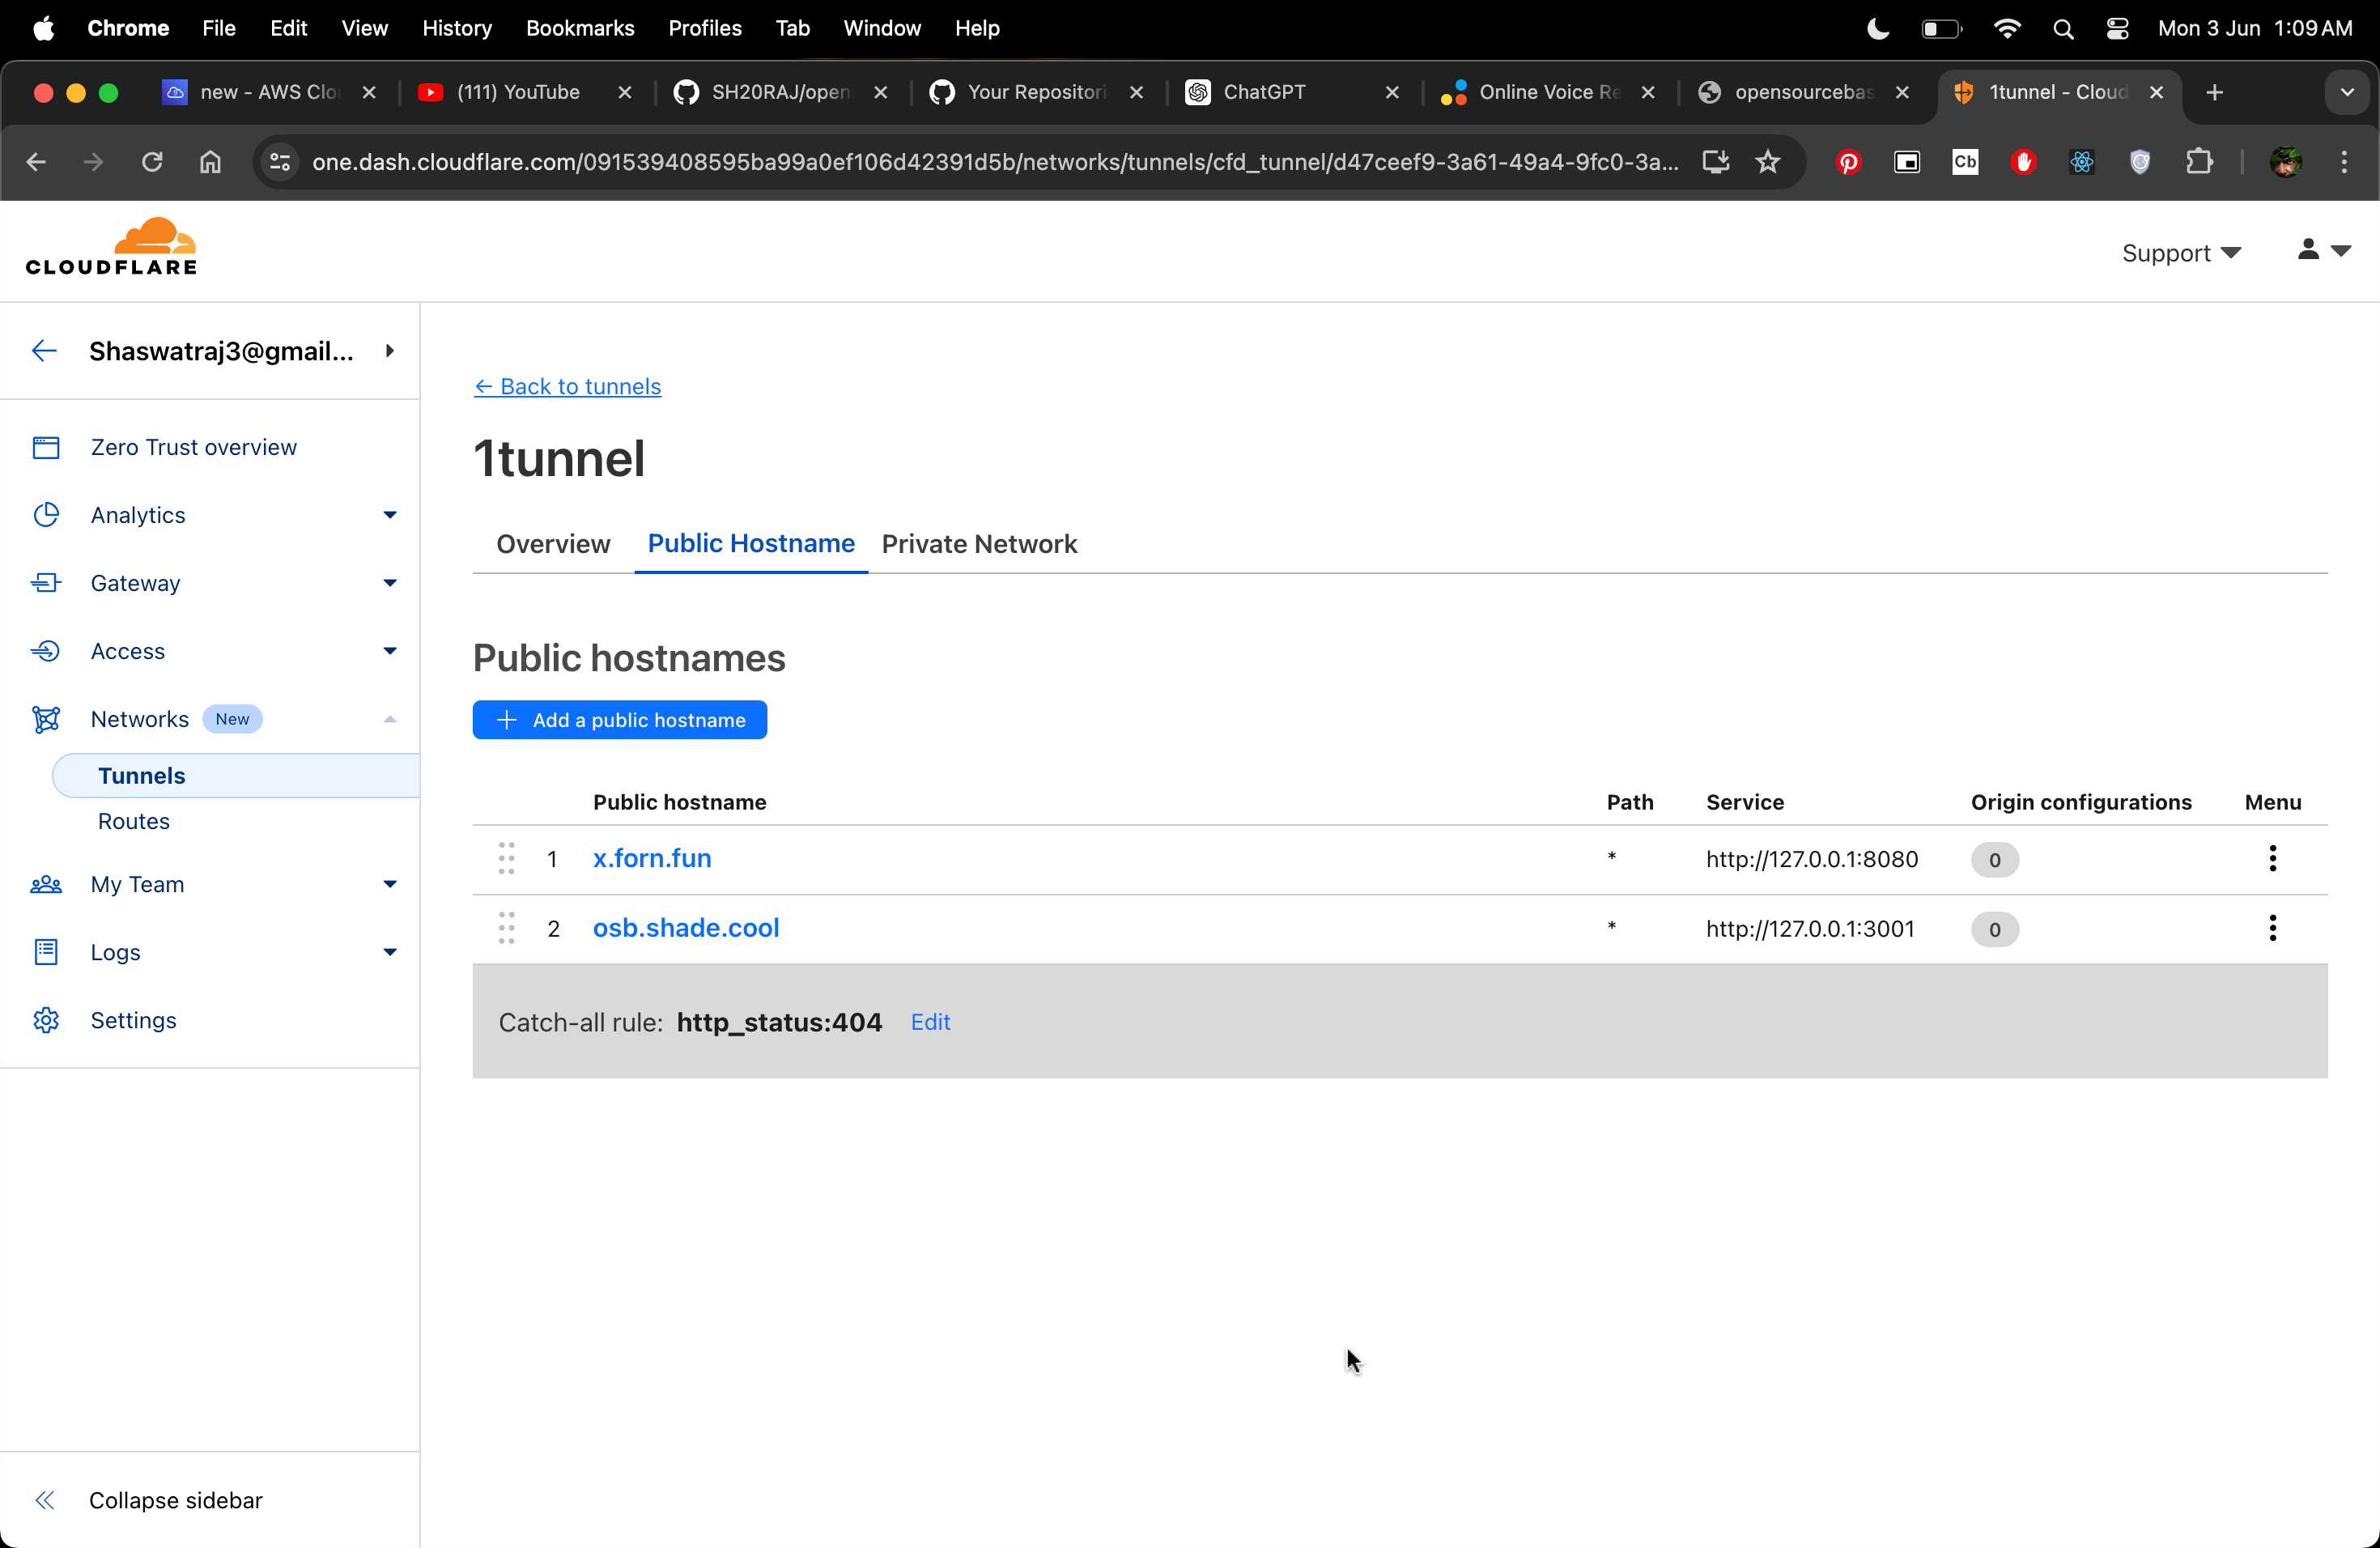 Chrome File Edit View History Bookmarks Profiles Tab Window Help Mon 3 Jun 1:09 AM
new - AWS Clo (111) YouTube SH20RAJ/open Your Repositori ChatGPT Online Voice Re opensourcebas 1tunnel - Cloud
one.dash.cloudflare.com/091539408595ba99a0ef106d42391d5b/networks/tunnels/cfd_tunnel/d47ceef9-3a61-49a4-9fc0-3a... Cb
CLOUDFLARE
Support
Shaswatraj3@gmail...
Zero Trust overview
Analytics
Gateway
Access
Networks New
Tunnels
Routes
My Team
Logs
Settings
Collapse sidebar
← Back to tunnels
1tunnel
Overview Public Hostname Private Network
Public hostnames
+ Add a public hostname
Public hostname Path Service Origin configurations Menu
1 x.forn.fun * http://127.0.0.1:8080 0
2 osb.shade.cool * http://127.0.0.1:3001 0
Catch-all rule: http_status:404 Edit